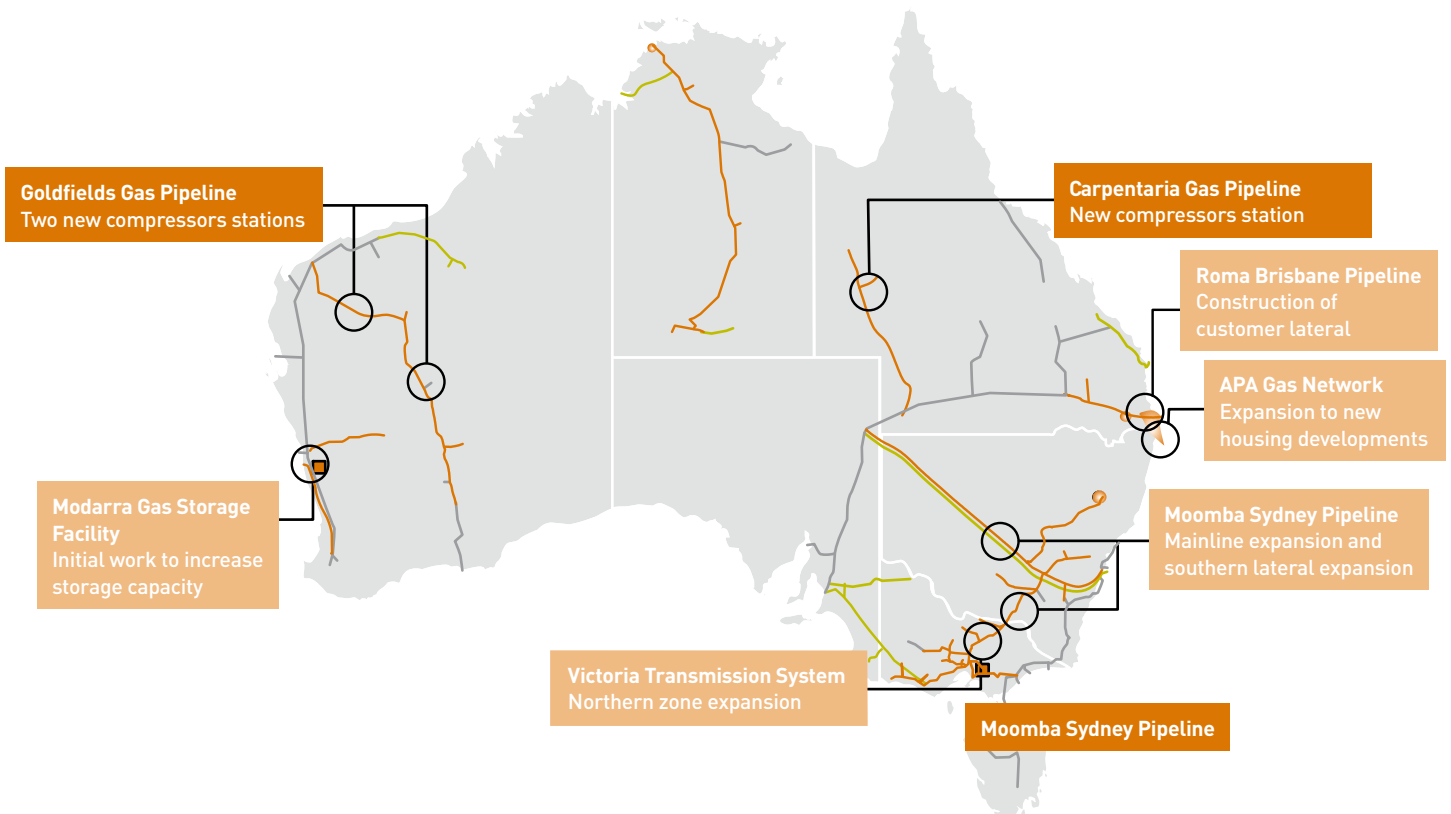 Goldfields Gas Pipeline
Two new compressors stations
Carpentaria Gas Pipeline
New compressors station
Roma Brisbane Pipeline
Construction of
customer lateral
APA Gas Network
Expansion to new
housing developments
Modarra Gas Storage
Facility
Initial work to increase
storage capacity
Moomba Sydney Pipeline
Mainline expansion and
southern lateral expansion
Victoria Transmission System
Northern zone expansion
Moomba Sydney Pipeline